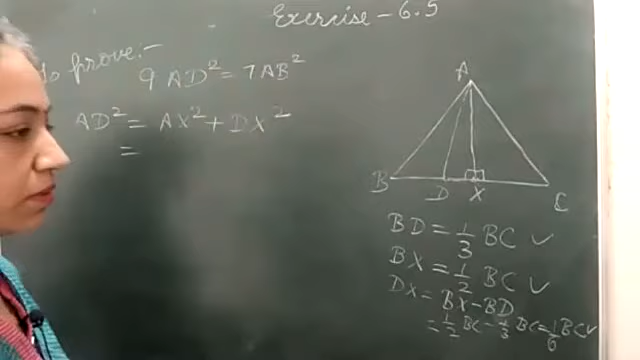 Exercise - 6.5
To prove:-
9 AD² = 7 AB²
AD² = AX² + DX²
=
A
B D X C
BD = 1/3 BC ✓
BX = 1/2 BC ✓
DX = BX - BD
= 1/2 BC - 1/3 BC = 1/6 BC ✓